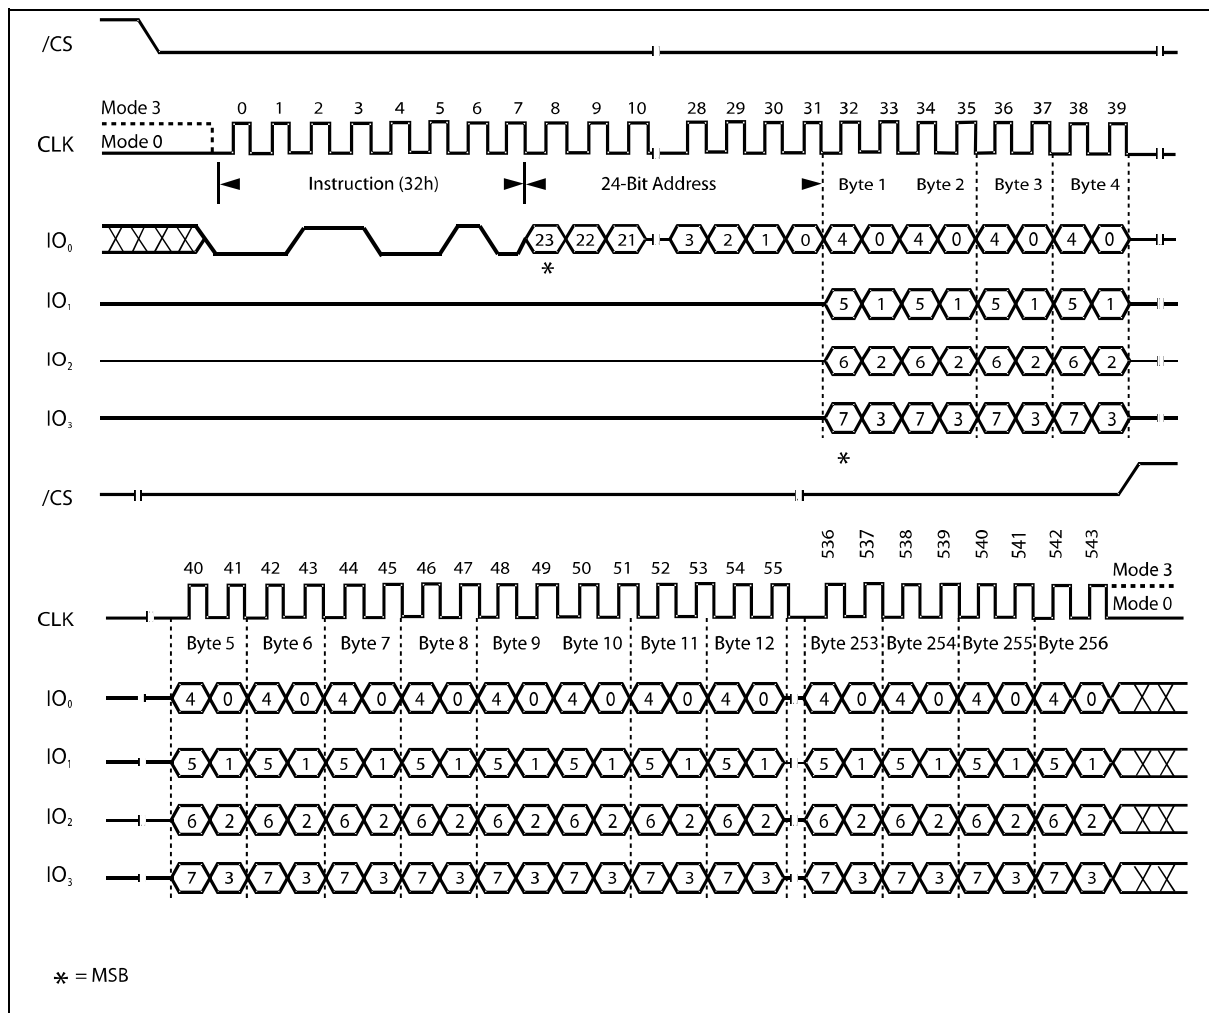 /CS
Mode 3
0 1 2 3 4 5 6 7 8 9 10 28 29 30 31 32 33 34 35 36 37 38 39
CLK
Mode 0
Instruction (32h) 24-Bit Address Byte 1 Byte 2 Byte 3 Byte 4
IO0 23 22 21 3 2 1 0 4 0 4 0 4 0 4 0
*
IO1 5 1 5 1 5 1 5 1
IO2 6 2 6 2 6 2 6 2
IO3 7 3 7 3 7 3 7 3
*
/CS
40 41 42 43 44 45 46 47 48 49 50 51 52 53 54 55 536 537 538 539 540 541 542 543
Mode 3
CLK
Mode 0
Byte 5 Byte 6 Byte 7 Byte 8 Byte 9 Byte 10 Byte 11 Byte 12 Byte 253 Byte 254 Byte 255 Byte 256
IO0 4 0 4 0 4 0 4 0 4 0 4 0 4 0 4 0 4 0 4 0 4 0 4 0
IO1 5 1 5 1 5 1 5 1 5 1 5 1 5 1 5 1 5 1 5 1 5 1 5 1
IO2 6 2 6 2 6 2 6 2 6 2 6 2 6 2 6 2 6 2 6 2 6 2 6 2
IO3 7 3 7 3 7 3 7 3 7 3 7 3 7 3 7 3 7 3 7 3 7 3 7 3
* = MSB